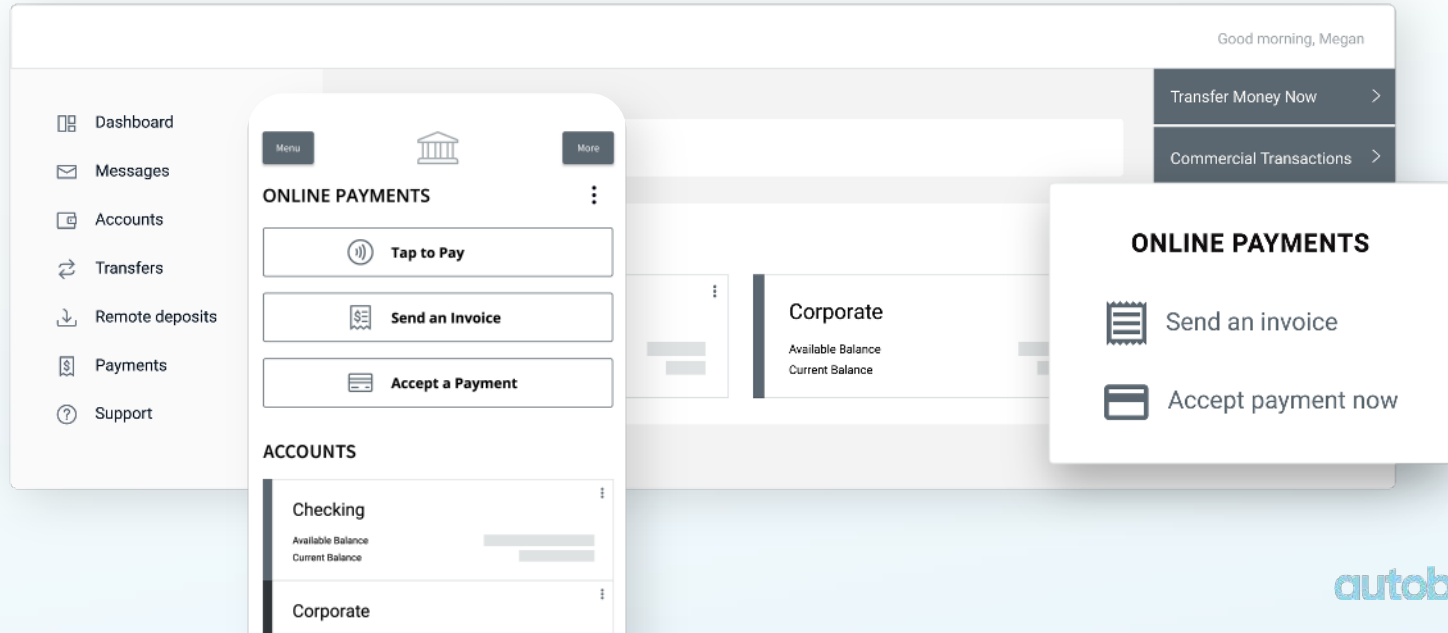 Good morning, Megan
Dashboard
Messages
Accounts
Transfers
Remote deposits
Payments
Support
Menu
More
ONLINE PAYMENTS
Tap to Pay
Send an Invoice
Accept a Payment
ACCOUNTS
Checking
Available Balance
Current Balance
Corporate
Corporate
Available Balance
Current Balance
Transfer Money Now
Commercial Transactions
ONLINE PAYMENTS
Send an invoice
Accept payment now